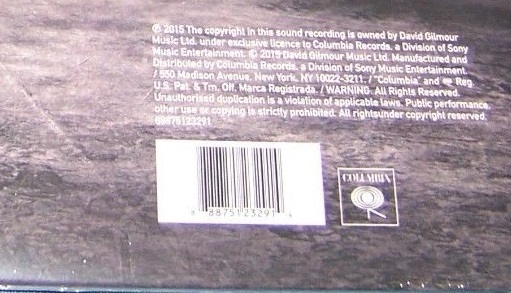 ℗ 2015 The copyright in this sound recording is owned by David Gilmour
Music Ltd. under exclusive licence to Columbia Records. a Division of Sony
Music Entertainment. © 2015 David Gilmour Music Ltd. Manufactured and
Distributed by Columbia Records. a Division of Sony Music Entertainment.
/ 550 Madison Avenue. New York. NY 10022-3211. / "Columbia" and Reg.
U.S. Pat. & Tm. Off. Marca Registrada. / WARNING. All Rights Reserved.
Unauthorised duplication is a violation of applicable laws. Public performance,
other use or copying is strictly prohibited. All rightsunder copyright reserved.
88875123291
8 88751 23291
COLUMBIA